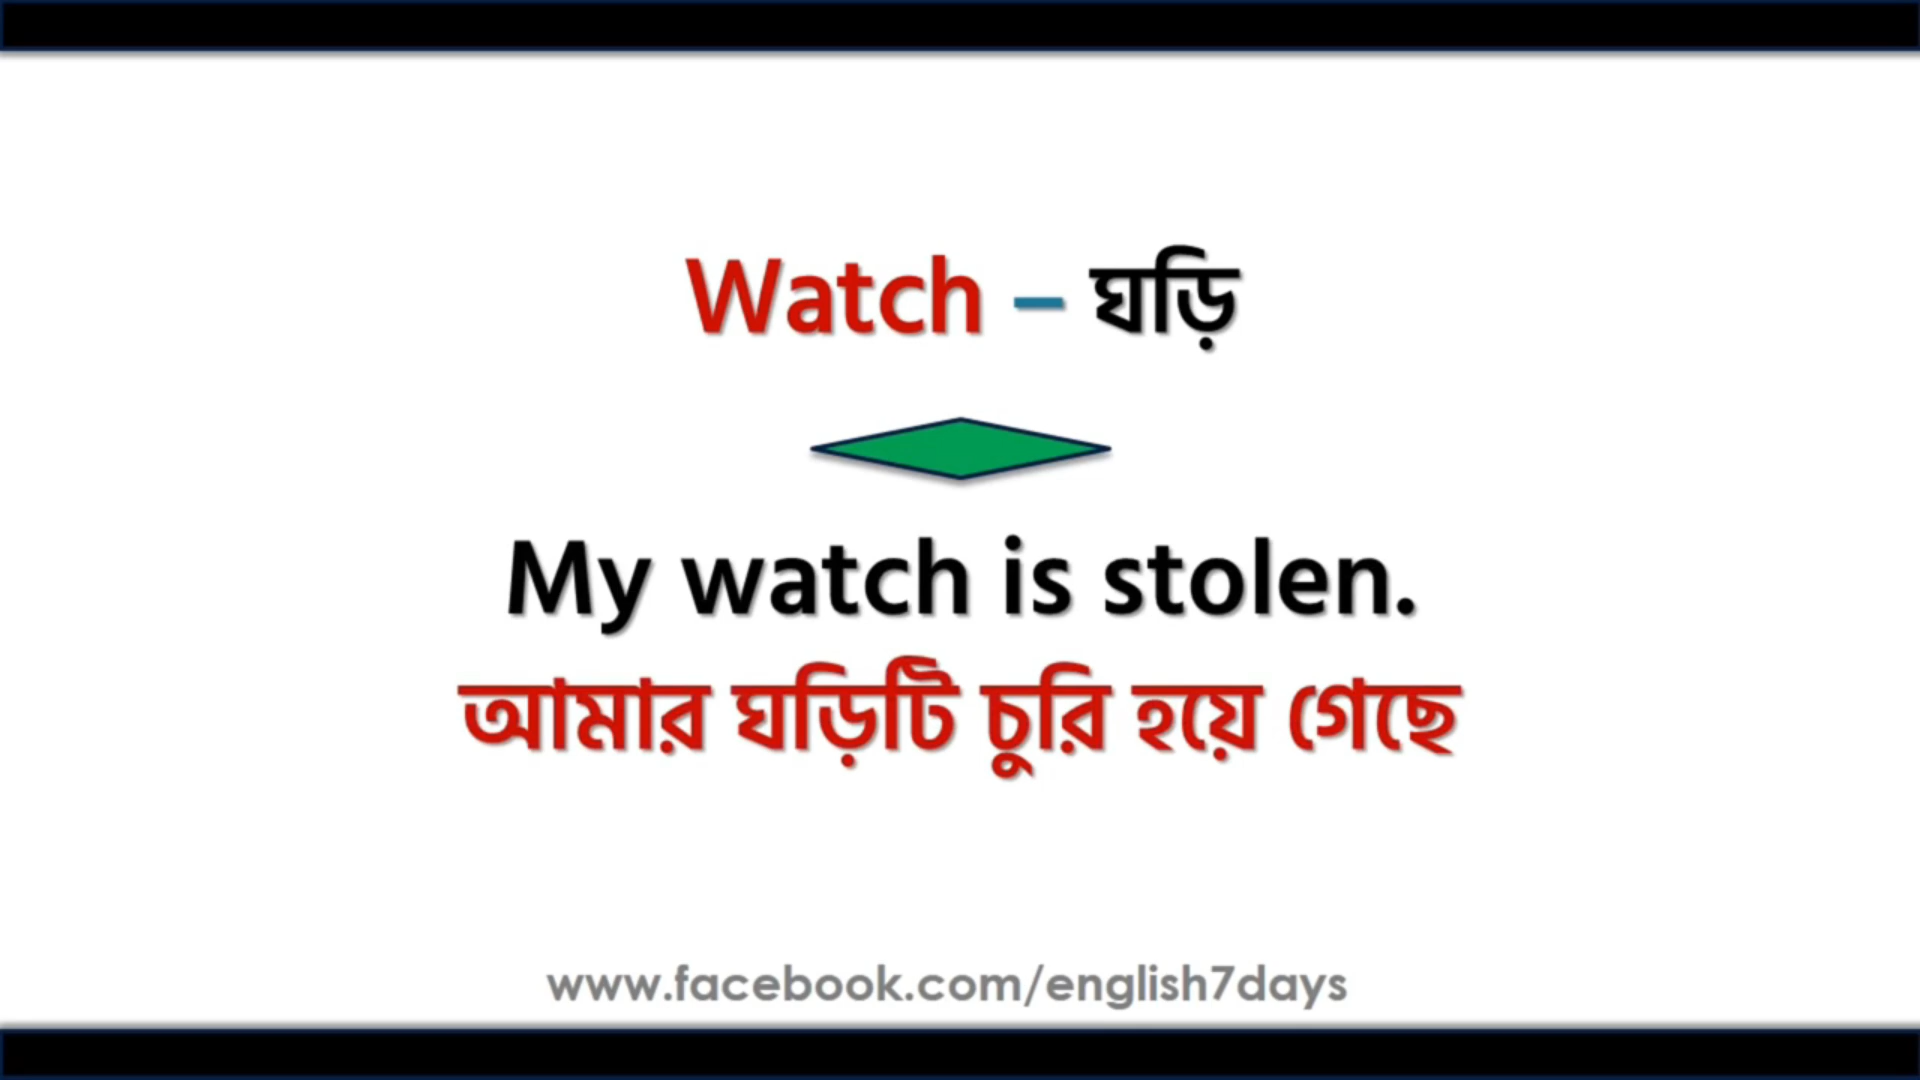 Watch – ঘড়ি
My watch is stolen.
আমার ঘড়িটি চুরি হয়ে গেছে
www.facebook.com/english7days